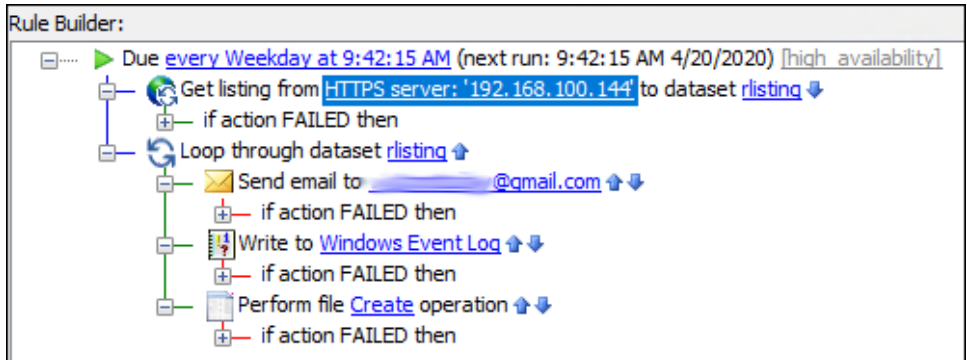 Rule Builder:
Due every Weekday at 9:42:15 AM (next run: 9:42:15 AM 4/20/2020) [high_availability]
Get listing from HTTPS server: '192.168.100.144' to dataset rlisting
if action FAILED then
Loop through dataset rlisting
Send email to @gmail.com
if action FAILED then
Write to Windows Event Log
if action FAILED then
Perform file Create operation
if action FAILED then